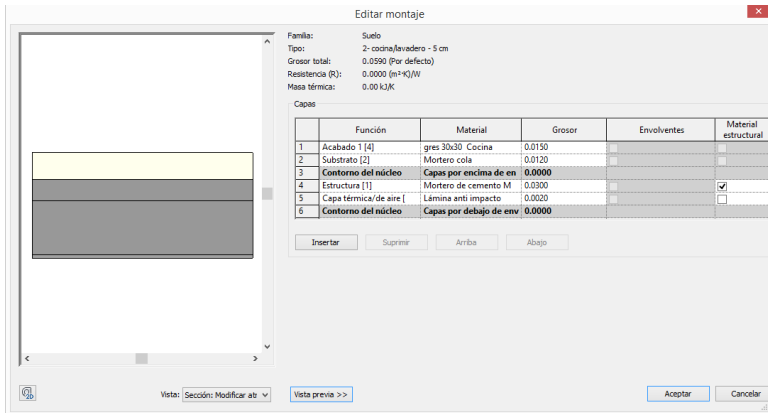 Editar montaje
Familia: Suelo
Tipo: 2- cocina/lavadero - 5 cm
Grosor total: 0.0590 (Por defecto)
Resistencia (R): 0.0000 (m²·K)/W
Masa térmica: 0.00 kJ/K
Capas
Función Material Grosor Envolventes Material estructural
1 Acabado 1 [4] gres 30x30 Cocina 0.0150
2 Substrato [2] Mortero cola 0.0120
3 Contorno del núcleo Capas por encima de en 0.0000
4 Estructura [1] Mortero de cemento M 0.0300
5 Capa térmica/de aire [ Lámina anti impacto 0.0020
6 Contorno del núcleo Capas por debajo de env 0.0000
Insertar Suprimir Arriba Abajo
Vista: Sección: Modificar atr Vista previa >> Aceptar Cancelar